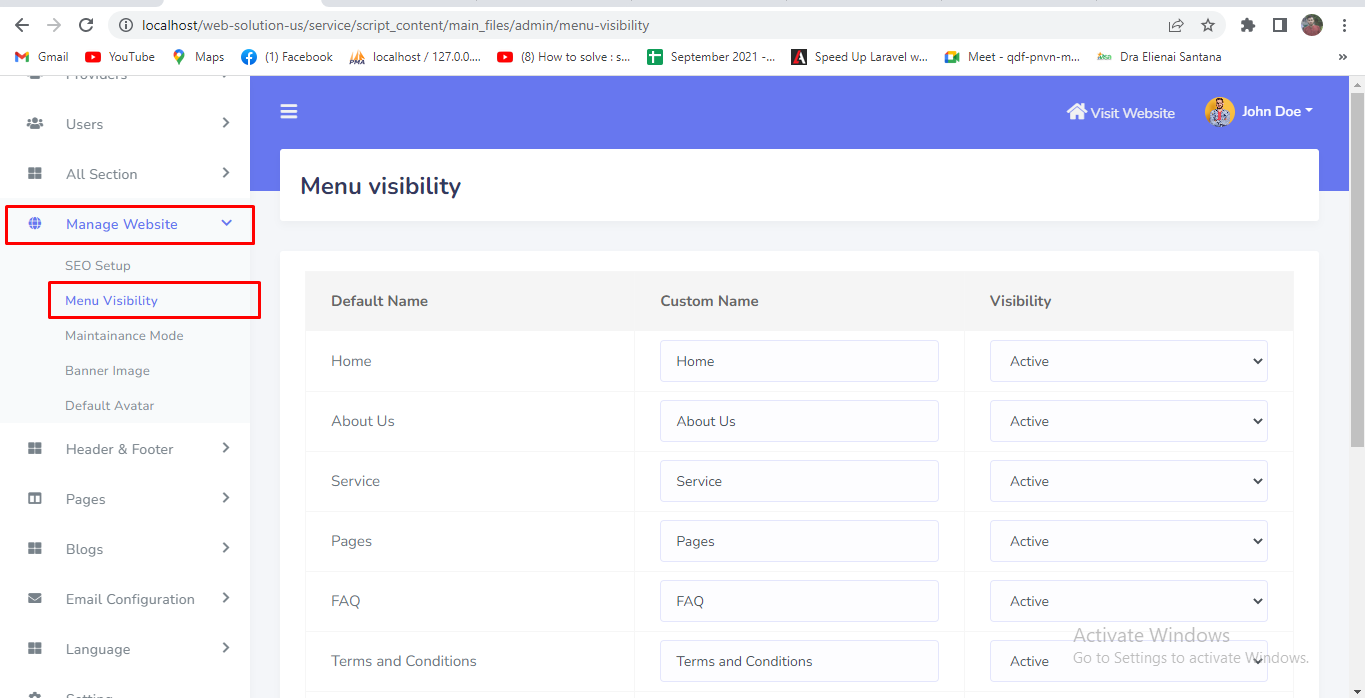 localhost/web-solution-us/service/script_content/main_files/admin/menu-visibility
Gmail YouTube Maps (1) Facebook localhost / 127.0.0.... (8) How to solve : s... September 2021 -... Speed Up Laravel w... Meet - qdf-pnvn-m... Dra Elienai Santana »
Providers
Users
All Section
Manage Website
SEO Setup
Menu Visibility
Maintainance Mode
Banner Image
Default Avatar
Header & Footer
Pages
Blogs
Email Configuration
Language
Setting
Visit Website John Doe
Menu visibility
Default Name Custom Name Visibility
Home Home Active
About Us About Us Active
Service Service Active
Pages Pages Active
FAQ FAQ Active
Terms and Conditions Terms and Conditions Active
Activate Windows
Go to Settings to activate Windows.